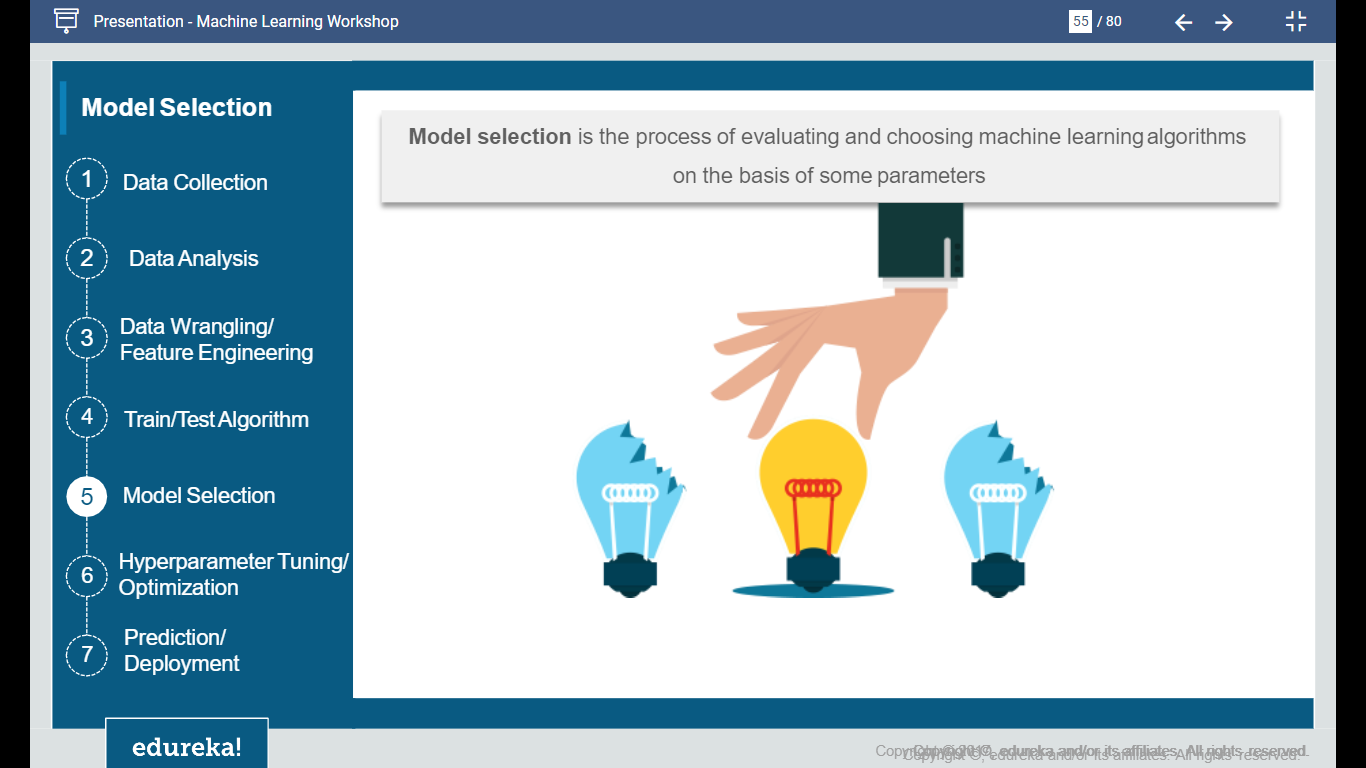 Presentation - Machine Learning Workshop
55 / 80
Model Selection
1 Data Collection
2 Data Analysis
3 Data Wrangling/
Feature Engineering
4 Train/Test Algorithm
5 Model Selection
6 Hyperparameter Tuning/
Optimization
7 Prediction/
Deployment
edureka!
Model selection is the process of evaluating and choosing machine learning algorithms
on the basis of some parameters
edureka and/or its affiliates. All rights reserved.